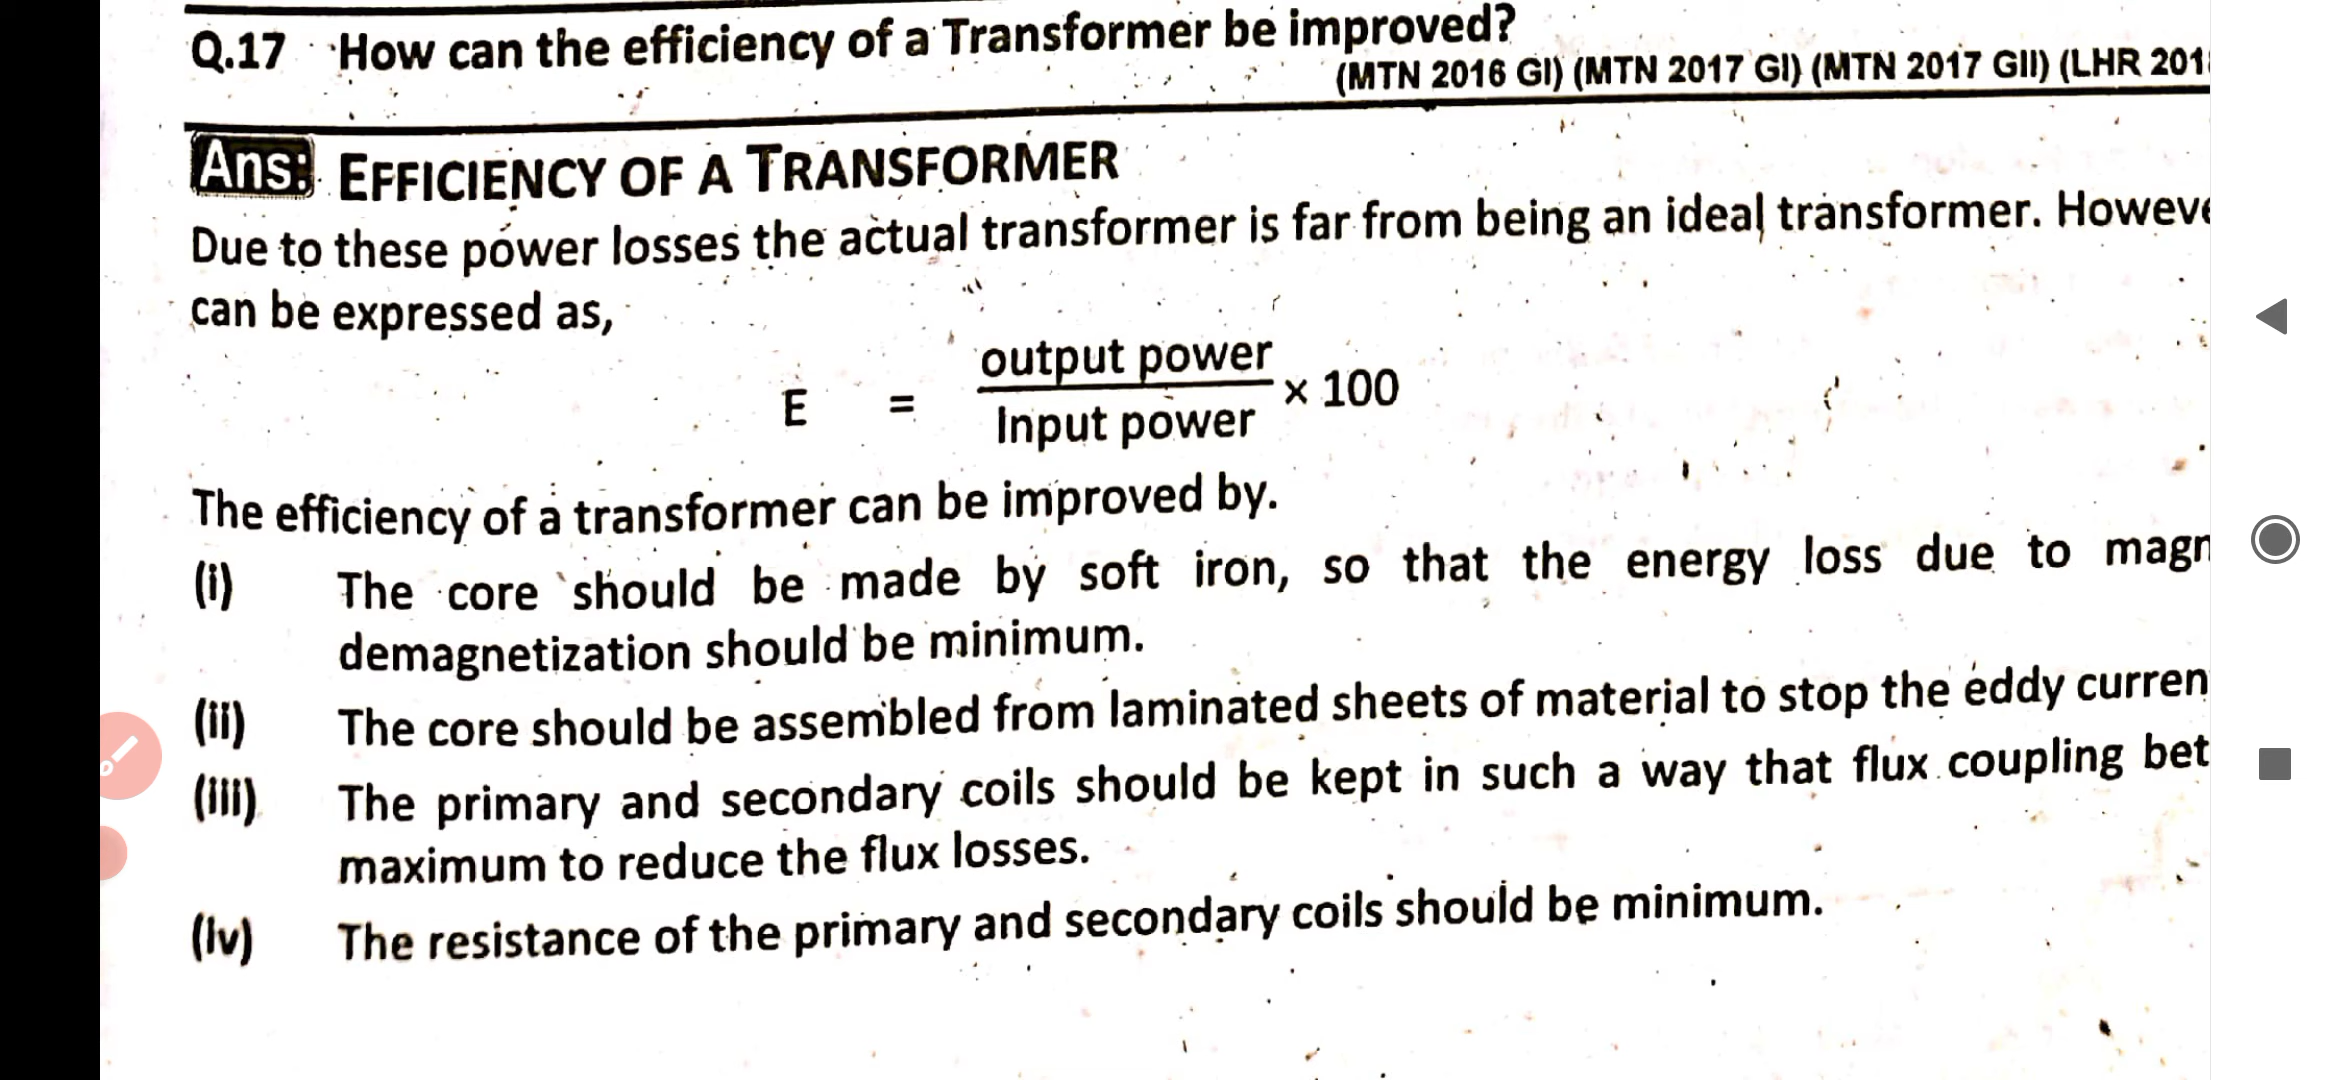 Q.17 How can the efficiency of a Transformer be improved?
(MTN 2016 GI) (MTN 2017 GI) (MTN 2017 GII) (LHR 201
Ans: EFFICIENCY OF A TRANSFORMER
Due to these power losses the actual transformer is far from being an ideal transformer. Howeve
can be expressed as,
E = output power / Input power × 100
The efficiency of a transformer can be improved by.
(i) The core should be made by soft iron, so that the energy loss due to magn
demagnetization should be minimum.
(ii) The core should be assembled from laminated sheets of material to stop the eddy curren
(iii) The primary and secondary coils should be kept in such a way that flux coupling bet
maximum to reduce the flux losses.
(iv) The resistance of the primary and secondary coils should be minimum.